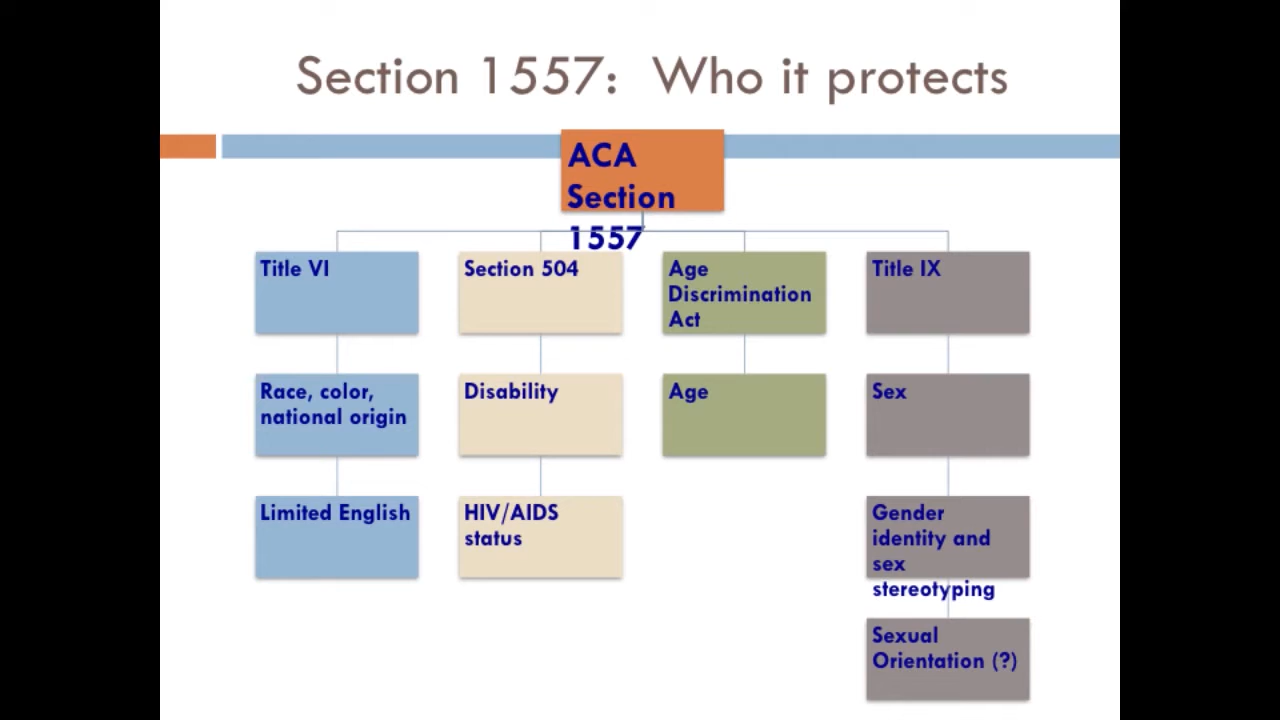 Section 1557:  Who it protects
ACA
Section
1557
Title VI
Section 504
Age
Discrimination
Act
Title IX
Race, color,
national origin
Disability
Age
Sex
Limited English
HIV/AIDS
status
Gender
identity and
sex
stereotyping
Sexual
Orientation (?)